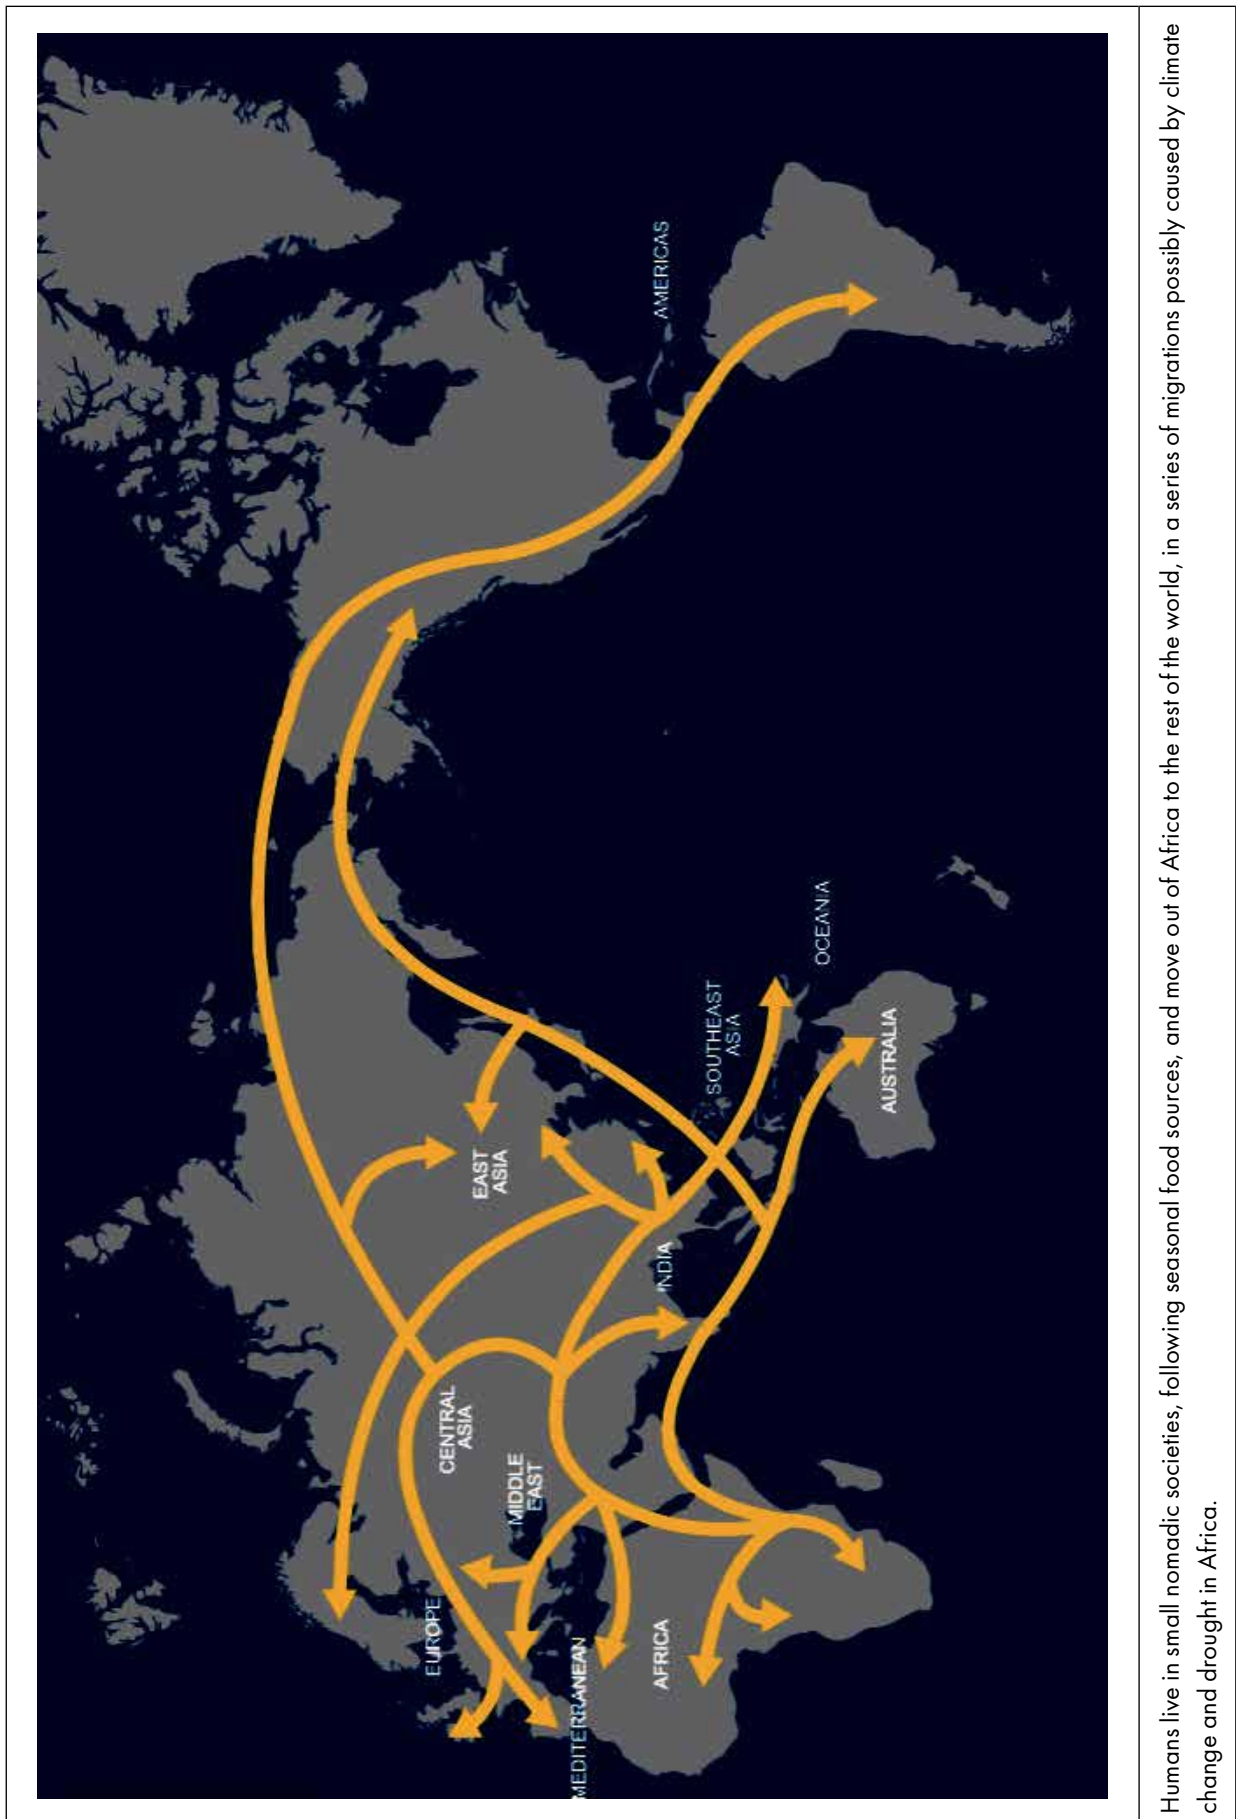 AMERICAS
EUROPE
CENTRAL
ASIA
EAST
ASIA
MIDDLE
EAST
MEDITERRANEAN
AFRICA
INDIA
SOUTHEAST
ASIA
OCEANIA
AUSTRALIA
Humans live in small nomadic societies, following seasonal food sources, and move out of Africa to the rest of the world, in a series of migrations possibly caused by climate
change and drought in Africa.